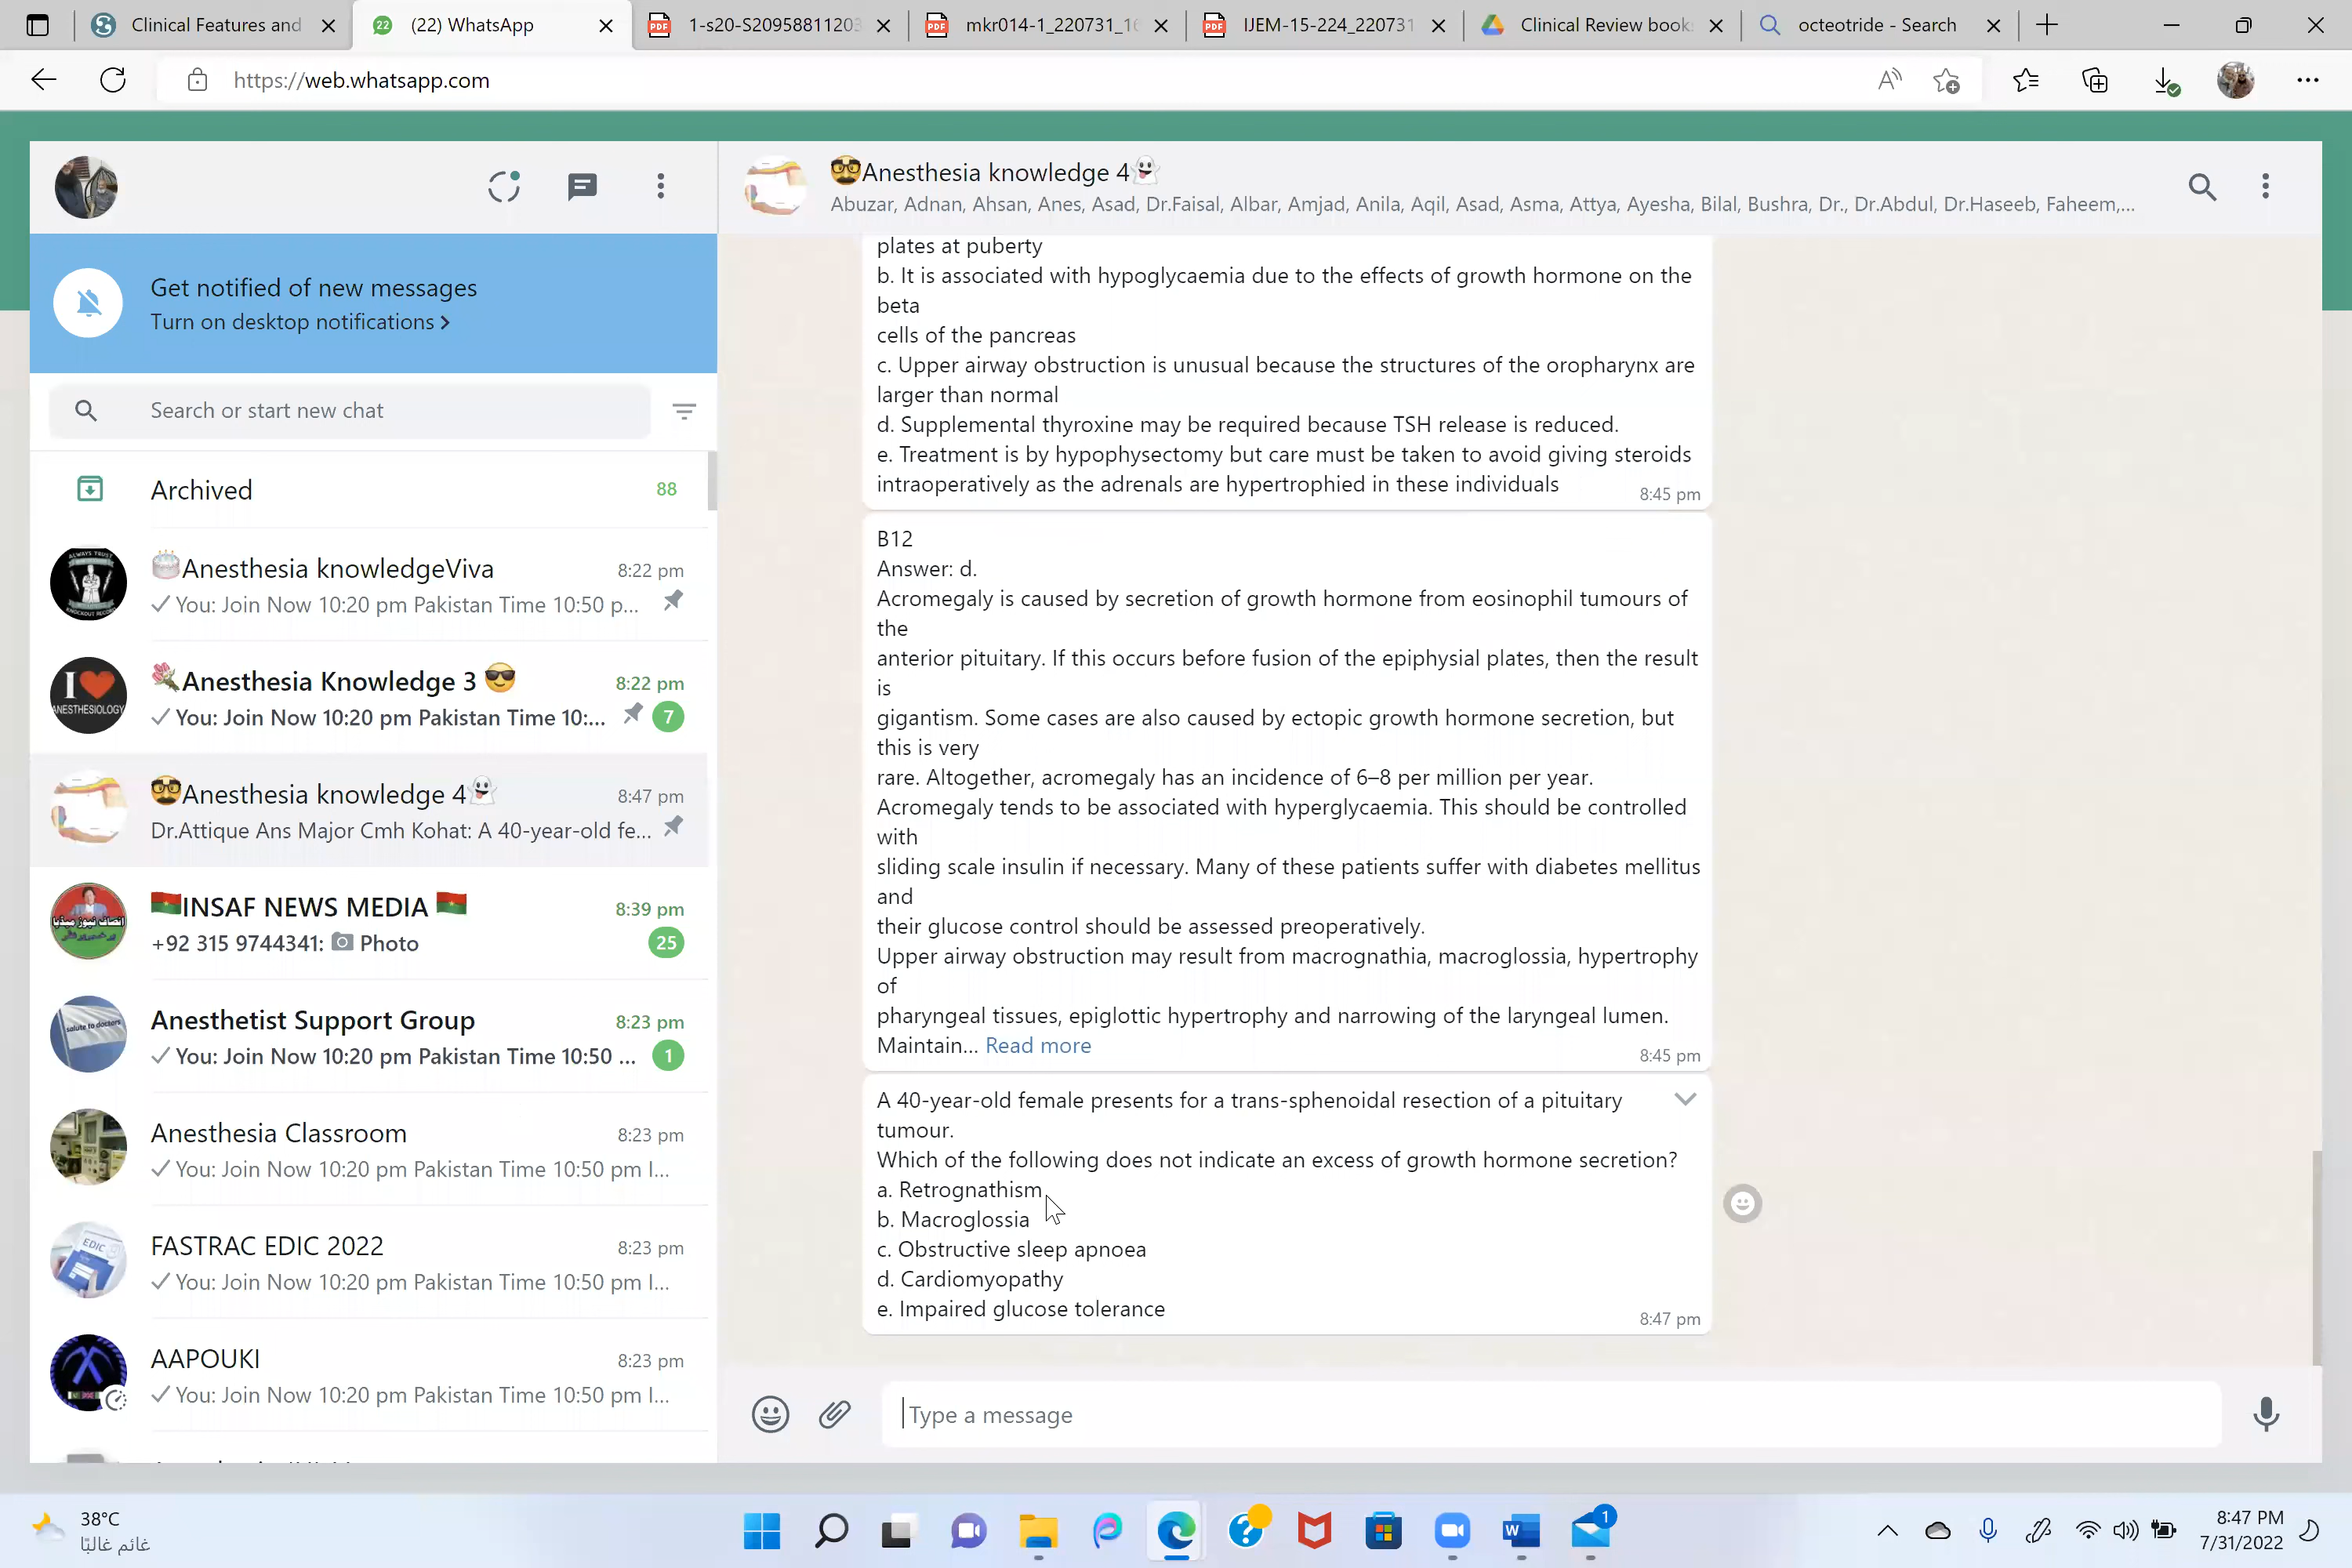 Clinical Features and
(22) WhatsApp
1-s20-S2095881120
mkr014-1_220731_16
IJEM-15-224_220731
Clinical Review book
octeotride - Search
https://web.whatsapp.com
Get notified of new messages
Turn on desktop notifications >
Search or start new chat
Archived
88
Anesthesia knowledgeViva
8:22 pm
You: Join Now 10:20 pm Pakistan Time 10:50 p...
I ❤ ANESTHESIOLOGY
Anesthesia Knowledge 3
8:22 pm
You: Join Now 10:20 pm Pakistan Time 10:...
7
Anesthesia knowledge 4
8:47 pm
Dr.Attique Ans Major Cmh Kohat: A 40-year-old fe...
INSAF NEWS MEDIA
8:39 pm
+92 315 9744341: Photo
25
salute to doctors
Anesthetist Support Group
8:23 pm
You: Join Now 10:20 pm Pakistan Time 10:50 ...
1
Anesthesia Classroom
8:23 pm
You: Join Now 10:20 pm Pakistan Time 10:50 pm I...
EDIC
FASTRAC EDIC 2022
8:23 pm
You: Join Now 10:20 pm Pakistan Time 10:50 pm I...
AAPOUKI
8:23 pm
You: Join Now 10:20 pm Pakistan Time 10:50 pm I...
Anesthesia knowledge 4
Abuzar, Adnan, Ahsan, Anes, Asad, Dr.Faisal, Albar, Amjad, Anila, Aqil, Asad, Asma, Attya, Ayesha, Bilal, Bushra, Dr., Dr.Abdul, Dr.Haseeb, Faheem,...
plates at puberty
b. It is associated with hypoglycaemia due to the effects of growth hormone on the
beta
cells of the pancreas
c. Upper airway obstruction is unusual because the structures of the oropharynx are
larger than normal
d. Supplemental thyroxine may be required because TSH release is reduced.
e. Treatment is by hypophysectomy but care must be taken to avoid giving steroids
intraoperatively as the adrenals are hypertrophied in these individuals
8:45 pm
B12
Answer: d.
Acromegaly is caused by secretion of growth hormone from eosinophil tumours of
the
anterior pituitary. If this occurs before fusion of the epiphysial plates, then the result
is
gigantism. Some cases are also caused by ectopic growth hormone secretion, but
this is very
rare. Altogether, acromegaly has an incidence of 6–8 per million per year.
Acromegaly tends to be associated with hyperglycaemia. This should be controlled
with
sliding scale insulin if necessary. Many of these patients suffer with diabetes mellitus
and
their glucose control should be assessed preoperatively.
Upper airway obstruction may result from macrognathia, macroglossia, hypertrophy
of
pharyngeal tissues, epiglottic hypertrophy and narrowing of the laryngeal lumen.
Maintain... Read more
8:45 pm
A 40-year-old female presents for a trans-sphenoidal resection of a pituitary
tumour.
Which of the following does not indicate an excess of growth hormone secretion?
a. Retrognathism
b. Macroglossia
c. Obstructive sleep apnoea
d. Cardiomyopathy
e. Impaired glucose tolerance
8:47 pm
Type a message
38°C
غائم غالبًا
1
8:47 PM
7/31/2022